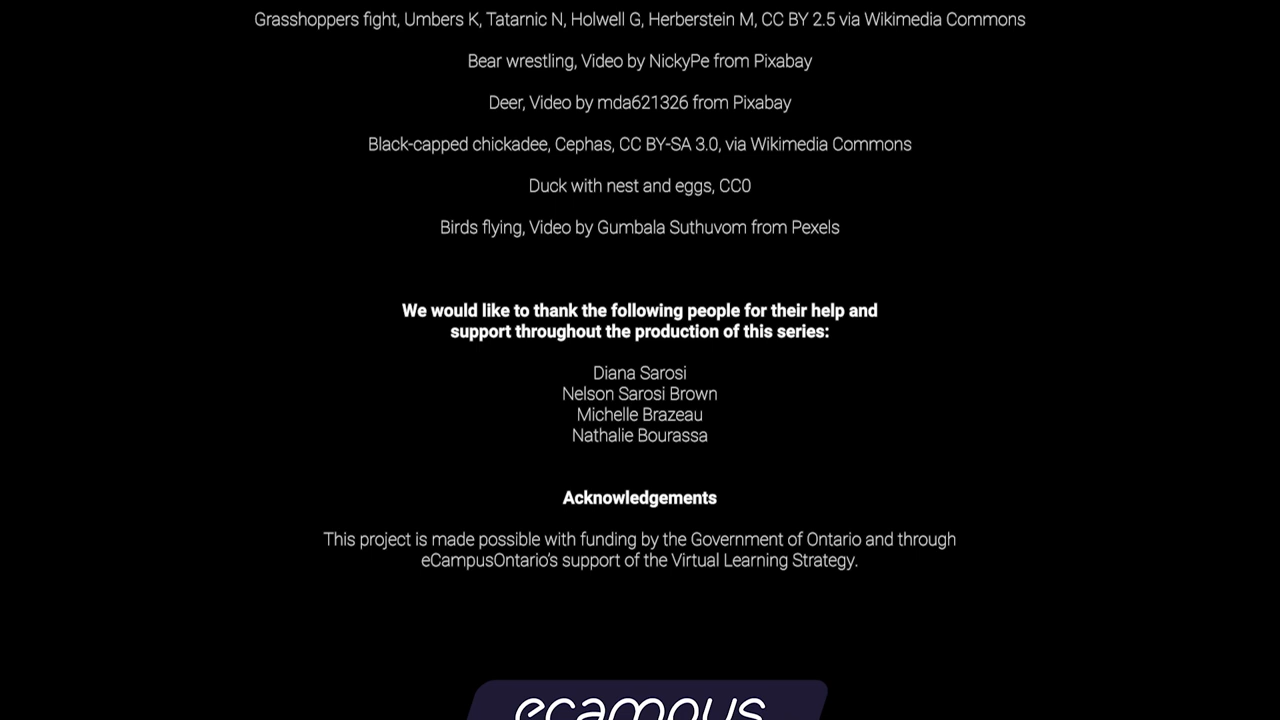 Grasshoppers fight, Umbers K, Tatarnic N, Holwell G, Herberstein M, CC BY 2.5 via Wikimedia Commons
Bear wrestling, Video by NickyPe from Pixabay
Deer, Video by mda621326 from Pixabay
Black-capped chickadee, Cephas, CC BY-SA 3.0, via Wikimedia Commons
Duck with nest and eggs, CC0
Birds flying, Video by Gumbala Suthuvom from Pexels
We would like to thank the following people for their help and
support throughout the production of this series:
Diana Sarosi
Nelson Sarosi Brown
Michelle Brazeau
Nathalie Bourassa
Acknowledgements
This project is made possible with funding by the Government of Ontario and through
eCampusOntario's support of the Virtual Learning Strategy.
ecampus